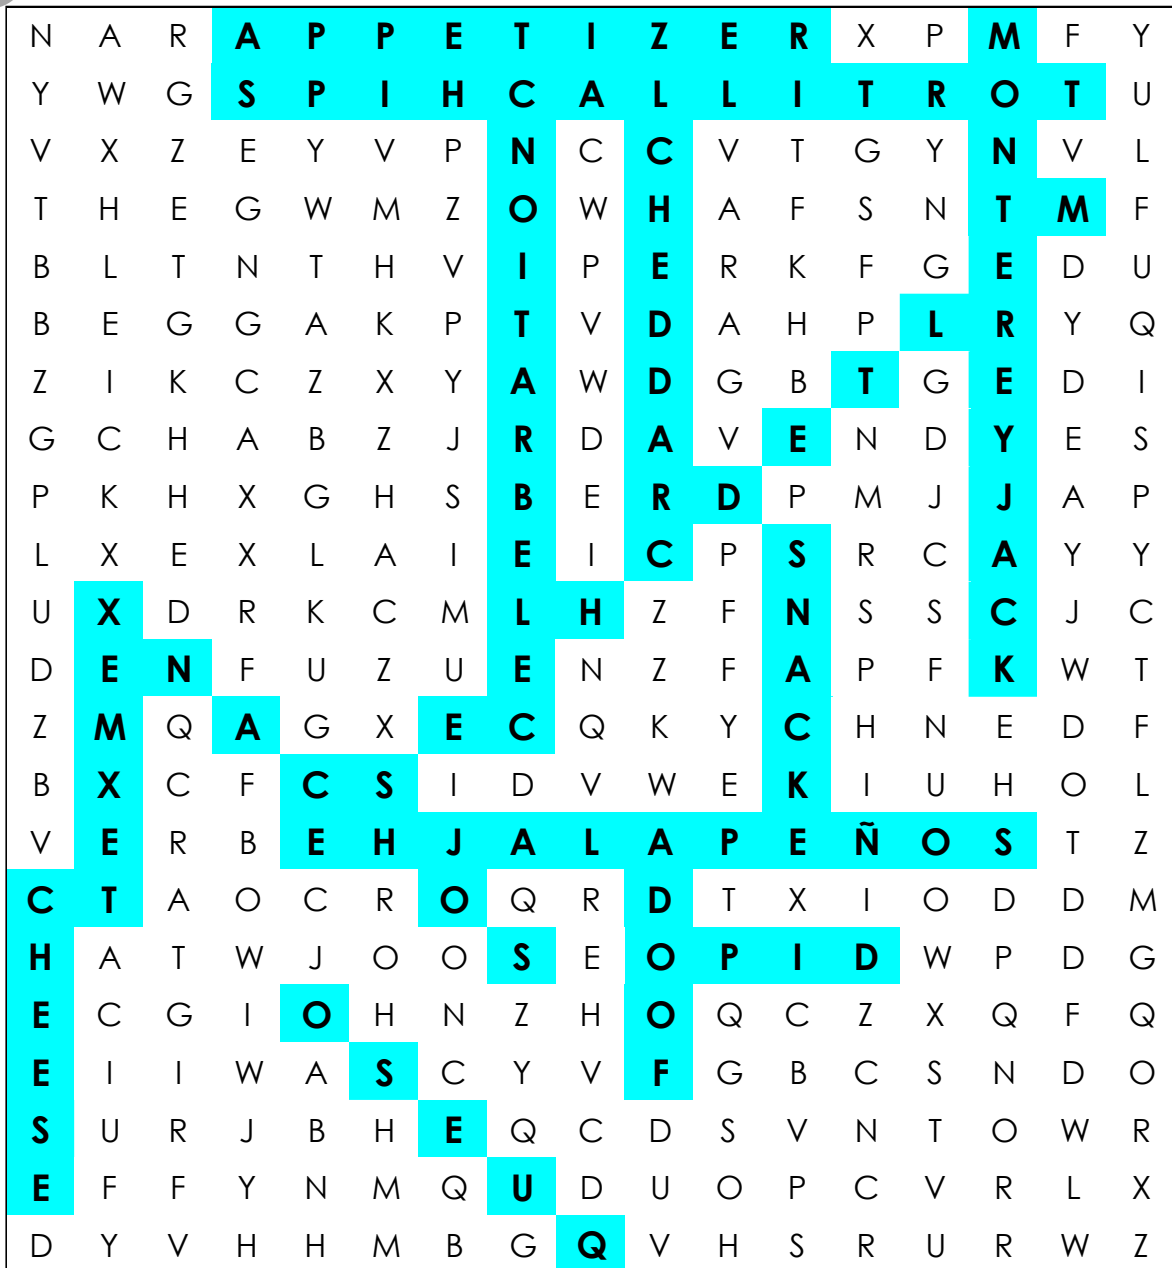 N A R A P P E T I Z E R X P M F Y
Y W G S P I H C A L L I T R O T U
V X Z E Y V P N C C V T G Y N V L
T H E G W M Z O W H A F S N T M F
B L T N T H V I P E R K F G E D U
B E G G A K P T V D A H P L R Y Q
Z I K C Z X Y A W D G B T G E D I
G C H A B Z J R D A V E N D Y E S
P K H X G H S B E R D P M J J A P
L X E X L A I E I C P S R C A Y Y
U X D R K C M L H Z F N S S C J C
D E N F U Z U E N Z F A P F K W T
Z M Q A G X E C Q K Y C H N E D F
B X C F C S I D V W E K I U H O L
V E R B E H J A L A P E Ñ O S T Z
C T A O C R O Q R D T X I O D D M
H A T W J O O S E O P I D W P D G
E C G I O H N Z H O Q C Z X Q F Q
E I I W A S C Y V F G B C S N D O
S U R J B H E Q C D S V N T O W R
E F F Y N M Q U D U O P C V R L X
D Y V H H M B G Q V H S R U R W Z